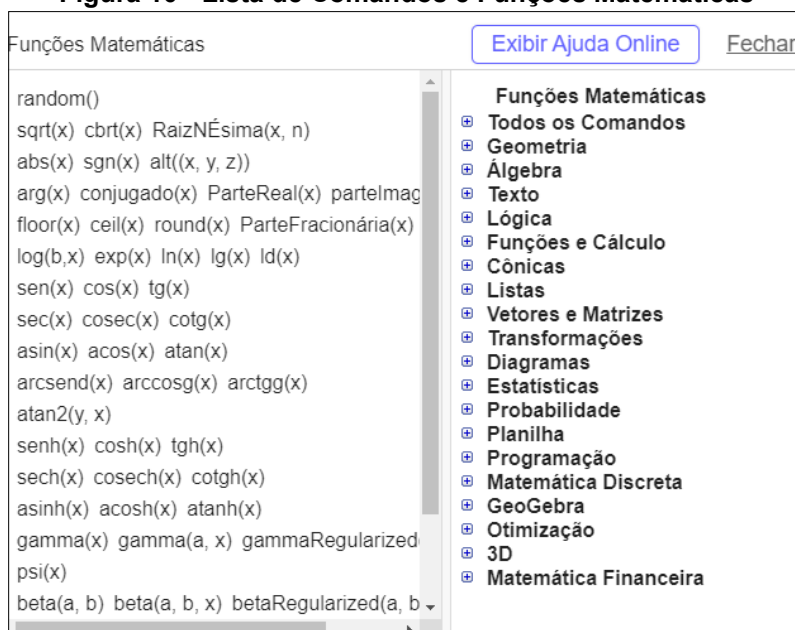 Figura 10 - Lista de Comandos e Funções Matemáticas
Funções Matemáticas
Exibir Ajuda Online
Fechar
random()
sqrt(x) cbrt(x) RaizNÉsima(x, n)
abs(x) sgn(x) alt((x, y, z))
arg(x) conjugado(x) ParteReal(x) parteImag
floor(x) ceil(x) round(x) ParteFracionária(x)
log(b,x) exp(x) ln(x) lg(x) ld(x)
sen(x) cos(x) tg(x)
sec(x) cosec(x) cotg(x)
asin(x) acos(x) atan(x)
arcsend(x) arccosg(x) arctgg(x)
atan2(y, x)
senh(x) cosh(x) tgh(x)
sech(x) cosech(x) cotgh(x)
asinh(x) acosh(x) atanh(x)
gamma(x) gamma(a, x) gammaRegularized(
psi(x)
beta(a, b) beta(a, b, x) betaRegularized(a, b
Funções Matemáticas
Todos os Comandos
Geometria
Álgebra
Texto
Lógica
Funções e Cálculo
Cônicas
Listas
Vetores e Matrizes
Transformações
Diagramas
Estatísticas
Probabilidade
Planilha
Programação
Matemática Discreta
GeoGebra
Otimização
3D
Matemática Financeira